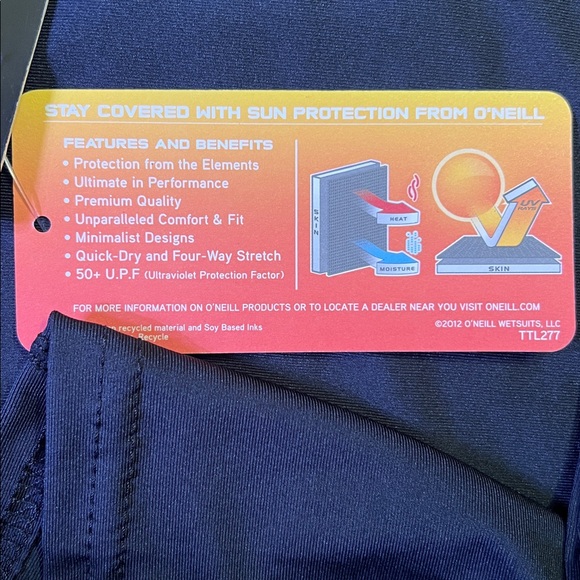 STAY COVERED WITH SUN PROTECTION FROM O'NEILL
FEATURES AND BENEFITS
• Protection from the Elements
• Ultimate in Performance
• Premium Quality
• Unparalleled Comfort & Fit
• Minimalist Designs
• Quick-Dry and Four-Way Stretch
• 50+ U.P.F (Ultraviolet Protection Factor)
SKIN
HEAT
MOISTURE
UV
RAYS
SKIN
FOR MORE INFORMATION ON O'NEILL PRODUCTS OR TO LOCATE A DEALER NEAR YOU VISIT ONEILL.COM
recycled material and Soy Based Inks
Recycle
©2012 O'NEILL WETSUITS, LLC
TTL277